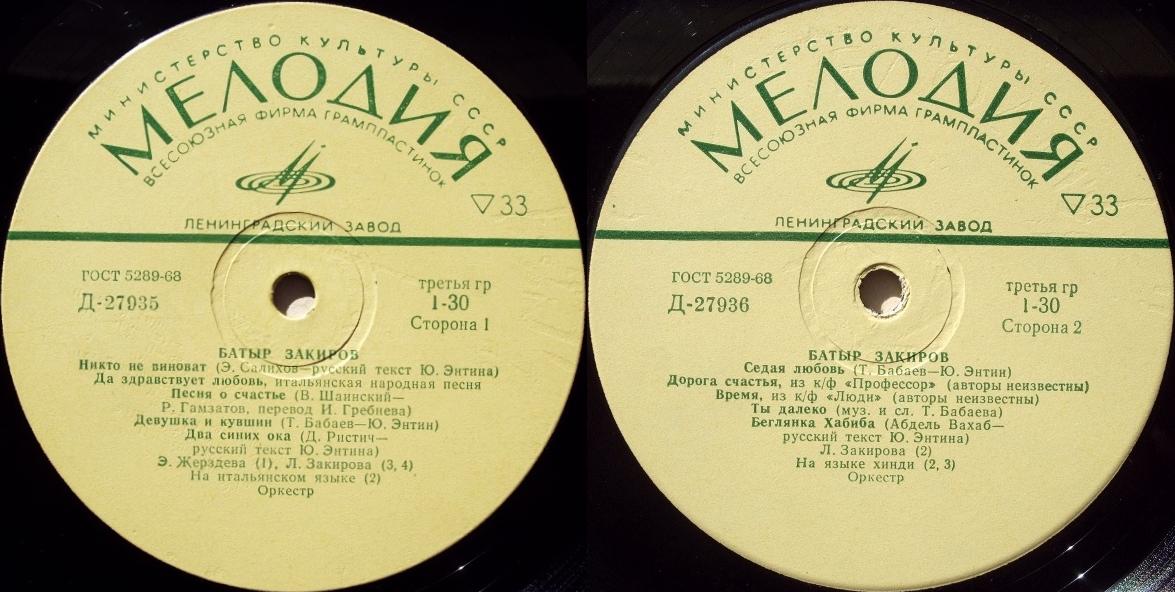 МИНИСТЕРСТВО КУЛЬТУРЫ СССР
МЕЛОДИЯ
ВСЕСОЮЗНАЯ ФИРМА ГРАМПЛАСТИНОК
33
ЛЕНИНГРАДСКИЙ ЗАВОД
ГОСТ 5289-68
Д-27935
третья гр
1-30
Сторона 1
БАТЫР ЗАКИРОВ
Никто не виноват (Э. Салихов—русский текст Ю. Энтина)
Да здравствует любовь, итальянская народная песня
Песня о счастье (В. Шаинский—
Р. Гамзатов, перевод И. Гребнева)
Девушка и кувшин (Т. Бабаев—Ю. Энтин)
Два синих ока (Д. Ристич—
русский текст Ю. Энтина)
Э. Жерздева (1), Л. Закирова (3, 4)
На итальянском языке (2)
Оркестр
МИНИСТЕРСТВО КУЛЬТУРЫ СССР
МЕЛОДИЯ
ВСЕСОЮЗНАЯ ФИРМА ГРАМПЛАСТИНОК
33
ЛЕНИНГРАДСКИЙ ЗАВОД
ГОСТ 5289-68
Д-27936
третья гр
1-30
Сторона 2
БАТЫР ЗАКИРОВ
Седая любовь (Т. Бабаев—Ю. Энтин)
Дорога счастья, из к/ф «Профессор» (авторы неизвестны)
Время, из к/ф «Люди» (авторы неизвестны)
Ты далеко (муз. и сл. Т. Бабаева)
Беглянка Хабиба (Абдель Вахаб—
русский текст Ю. Энтина)
Л. Закирова (2)
На языке хинди (2, 3)
Оркестр